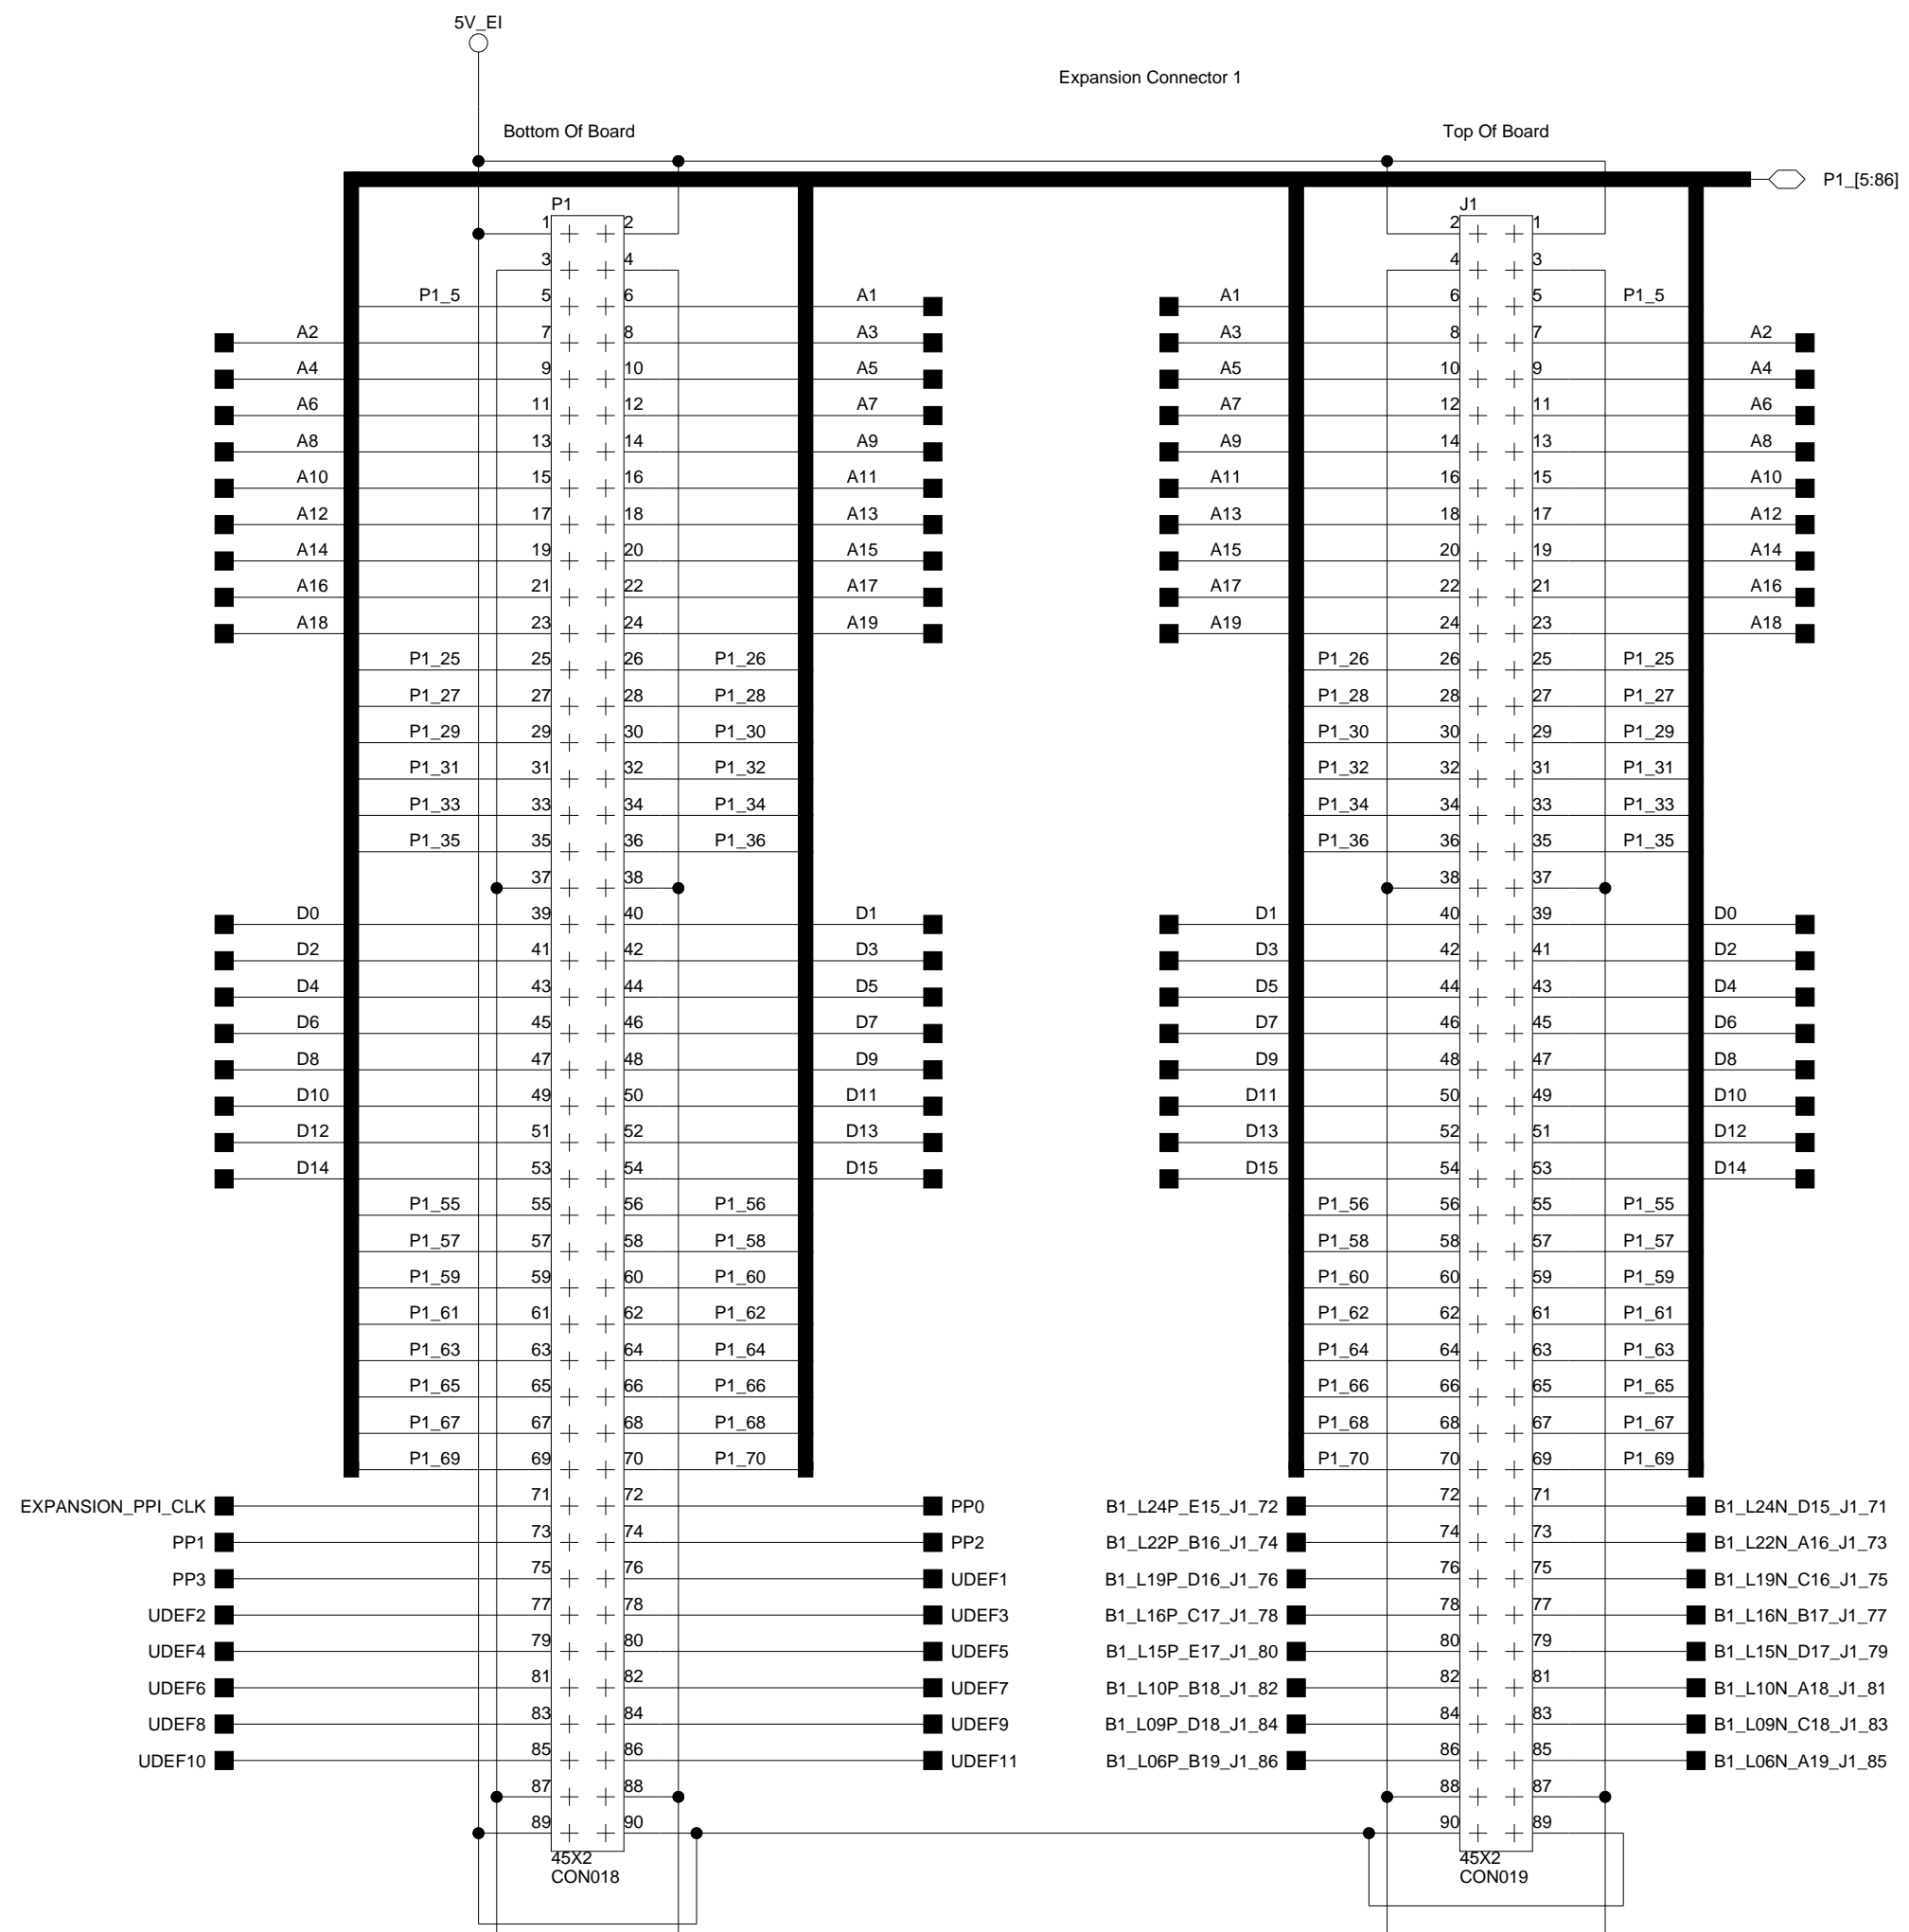 5V_EI
Expansion Connector 1
Bottom Of Board Top Of Board
P1_[5:86]
P1 J1
1 2 2 1
3 4 4 3
P1_5 5 6 A1 A1 6 5 P1_5
A2 7 8 A3 A3 8 7 A2
A4 9 10 A5 A5 10 9 A4
A6 11 12 A7 A7 12 11 A6
A8 13 14 A9 A9 14 13 A8
A10 15 16 A11 A11 16 15 A10
A12 17 18 A13 A13 18 17 A12
A14 19 20 A15 A15 20 19 A14
A16 21 22 A17 A17 22 21 A16
A18 23 24 A19 A19 24 23 A18
P1_25 25 26 P1_26 P1_26 26 25 P1_25
P1_27 27 28 P1_28 P1_28 28 27 P1_27
P1_29 29 30 P1_30 P1_30 30 29 P1_29
P1_31 31 32 P1_32 P1_32 32 31 P1_31
P1_33 33 34 P1_34 P1_34 34 33 P1_33
P1_35 35 36 P1_36 P1_36 36 35 P1_35
37 38 38 37
D0 39 40 D1 D1 40 39 D0
D2 41 42 D3 D3 42 41 D2
D4 43 44 D5 D5 44 43 D4
D6 45 46 D7 D7 46 45 D6
D8 47 48 D9 D9 48 47 D8
D10 49 50 D11 D11 50 49 D10
D12 51 52 D13 D13 52 51 D12
D14 53 54 D15 D15 54 53 D14
P1_55 55 56 P1_56 P1_56 56 55 P1_55
P1_57 57 58 P1_58 P1_58 58 57 P1_57
P1_59 59 60 P1_60 P1_60 60 59 P1_59
P1_61 61 62 P1_62 P1_62 62 61 P1_61
P1_63 63 64 P1_64 P1_64 64 63 P1_63
P1_65 65 66 P1_66 P1_66 66 65 P1_65
P1_67 67 68 P1_68 P1_68 68 67 P1_67
P1_69 69 70 P1_70 P1_70 70 69 P1_69
EXPANSION_PPI_CLK 71 72 PP0 B1_L24P_E15_J1_72 72 71 B1_L24N_D15_J1_71
PP1 73 74 PP2 B1_L22P_B16_J1_74 74 73 B1_L22N_A16_J1_73
PP3 75 76 UDEF1 B1_L19P_D16_J1_76 76 75 B1_L19N_C16_J1_75
UDEF2 77 78 UDEF3 B1_L16P_C17_J1_78 78 77 B1_L16N_B17_J1_77
UDEF4 79 80 UDEF5 B1_L15P_E17_J1_80 80 79 B1_L15N_D17_J1_79
UDEF6 81 82 UDEF7 B1_L10P_B18_J1_82 82 81 B1_L10N_A18_J1_81
UDEF8 83 84 UDEF9 B1_L09P_D18_J1_84 84 83 B1_L09N_C18_J1_83
UDEF10 85 86 UDEF11 B1_L06P_B19_J1_86 86 85 B1_L06N_A19_J1_85
87 88 88 87
89 90 90 89
45X2 45X2
CON018 CON019